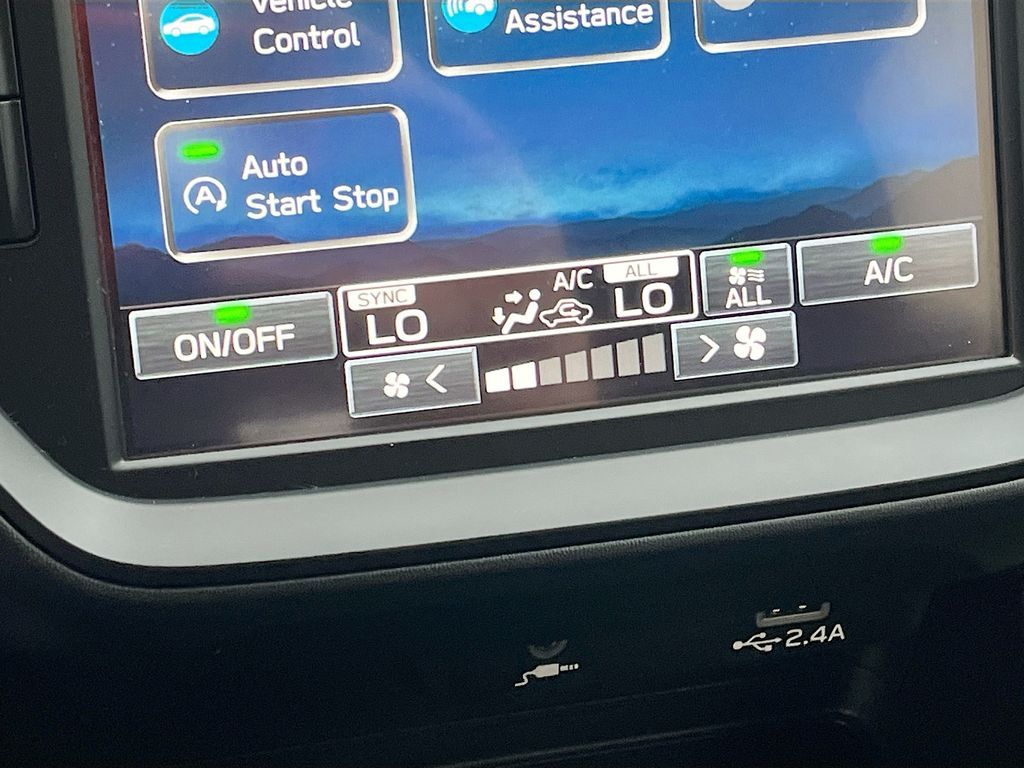 Vehicle
Control
Assistance
Auto
Start Stop
A
ON/OFF
SYNC
LO
A/C
ALL
LO
ALL
A/C
<
>
2.4A